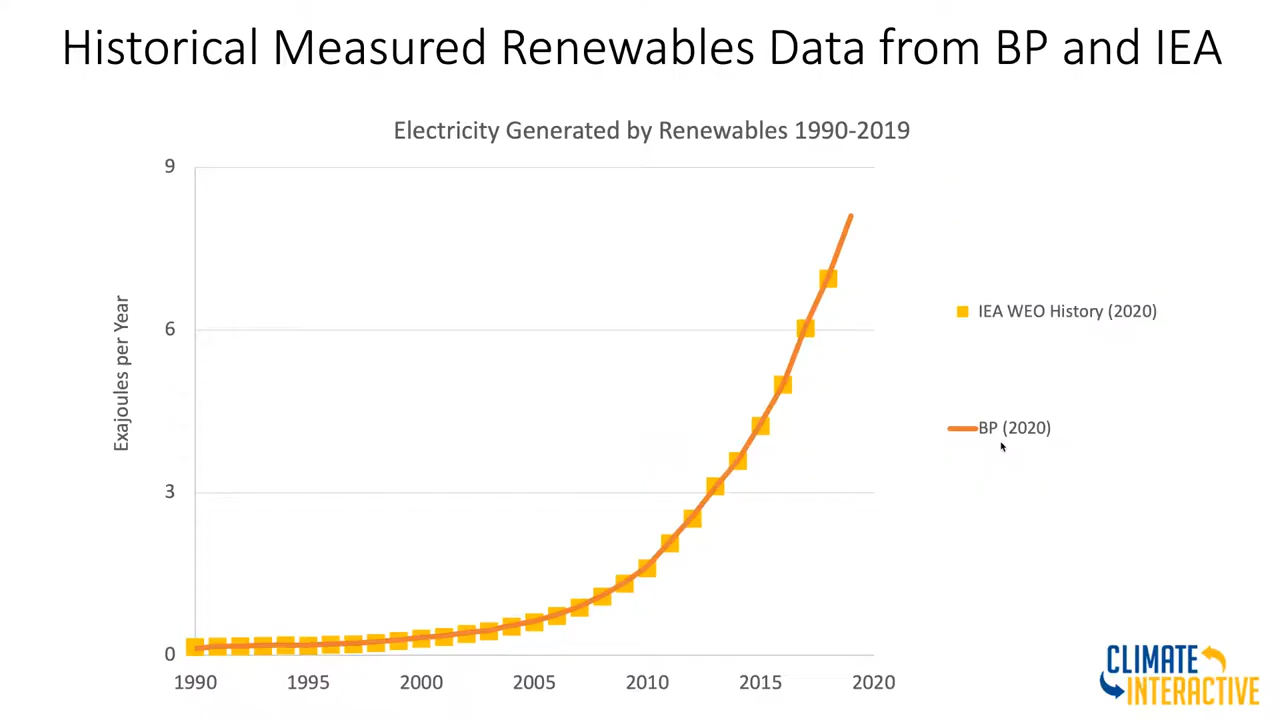 Historical Measured Renewables Data from BP and IEA
Electricity Generated by Renewables 1990-2019
Exajoules per Year
9
6
3
0
1990 1995 2000 2005 2010 2015 2020
IEA WEO History (2020)
BP (2020)
CLIMATE
INTERACTIVE